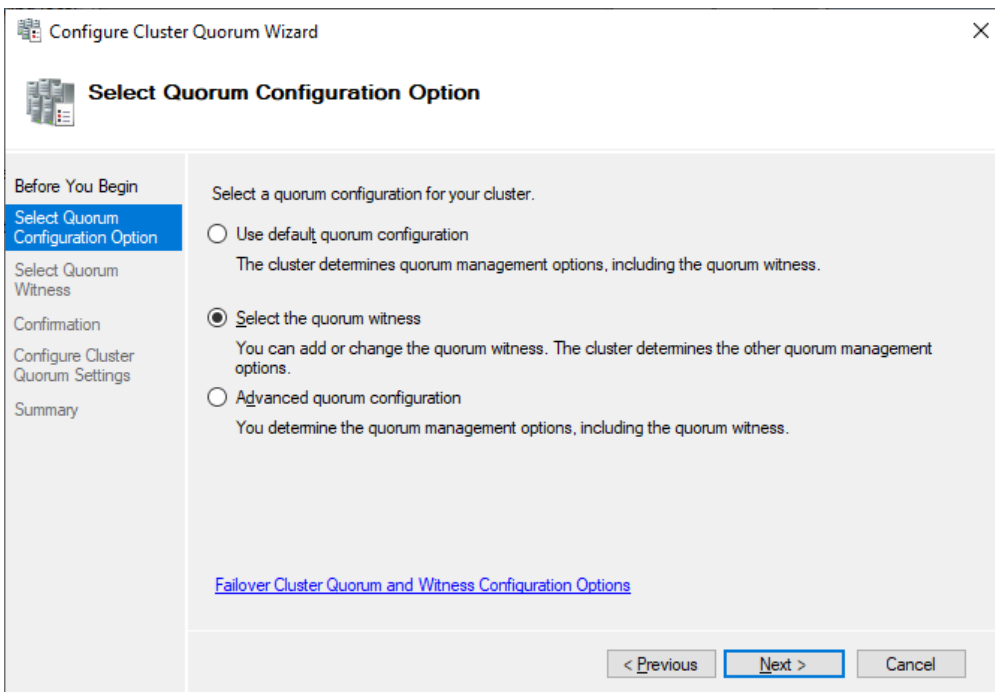 Configure Cluster Quorum Wizard
Select Quorum Configuration Option
Before You Begin
Select Quorum
Configuration Option
Select Quorum
Witness
Confirmation
Configure Cluster
Quorum Settings
Summary
Select a quorum configuration for your cluster.
Use default quorum configuration
The cluster determines quorum management options, including the quorum witness.
Select the quorum witness
You can add or change the quorum witness. The cluster determines the other quorum management
options.
Advanced quorum configuration
You determine the quorum management options, including the quorum witness.
Failover Cluster Quorum and Witness Configuration Options
< Previous
Next >
Cancel